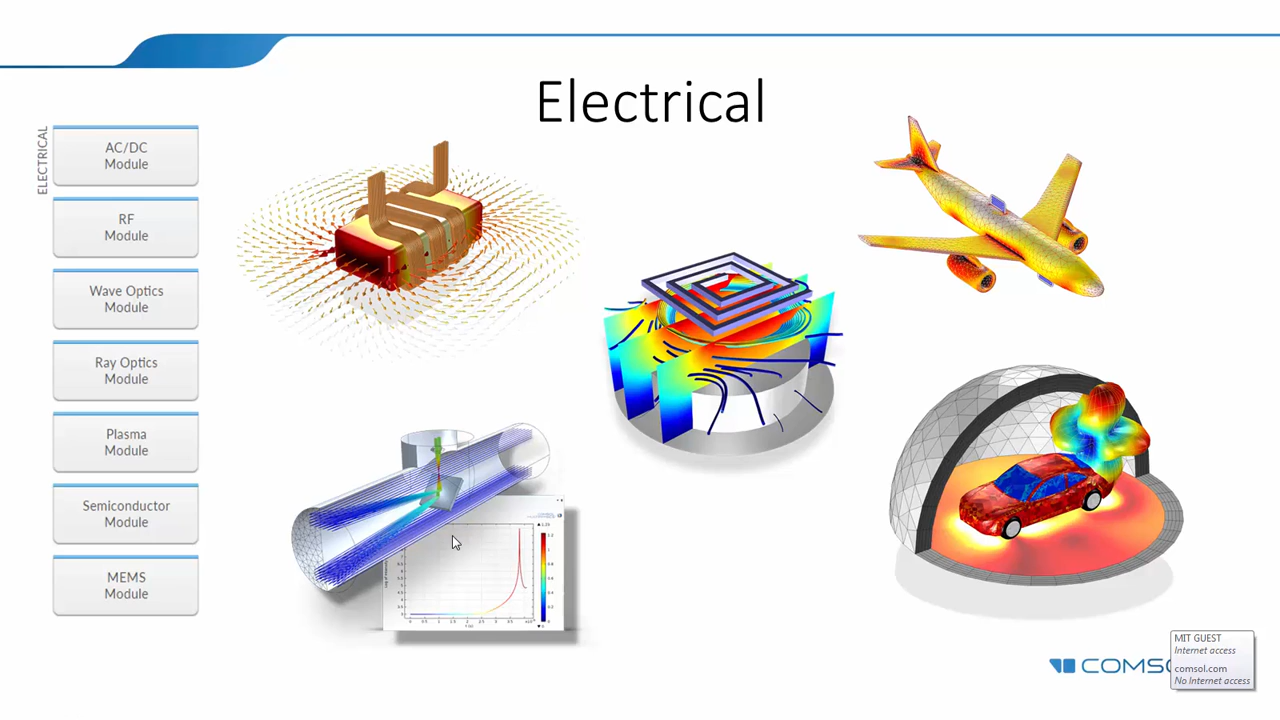 Electrical
ELECTRICAL
AC/DC
Module
RF
Module
Wave Optics
Module
Ray Optics
Module
Plasma
Module
Semiconductor
Module
MEMS
Module
MIT GUEST
Internet access
comsol.com
No Internet access